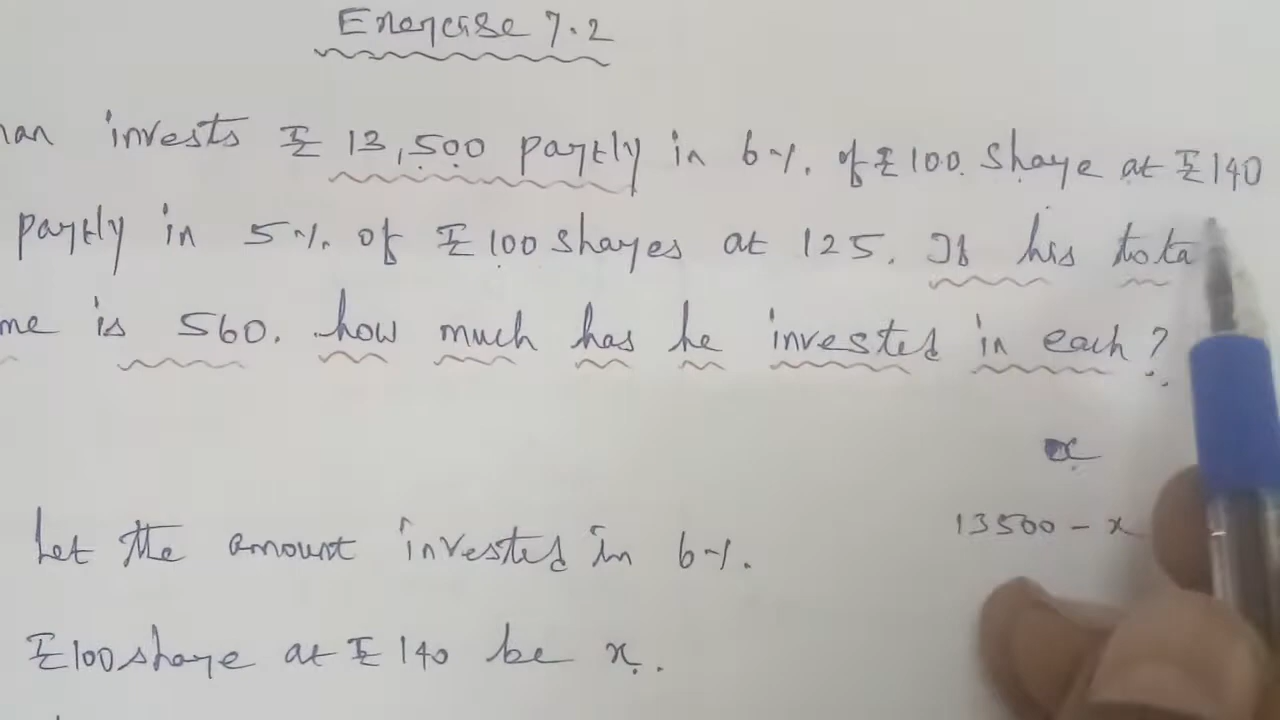 Exercise 7.2
man invests ₹ 13,500 partly in 6%. of ₹100 share at ₹140
partly in 5%. of ₹100 shares at 125. If his tota
me is 560. how much has he invested in each?
x
13500 - x
Let the amount invested in 6%.
₹100 share at ₹140 be x.